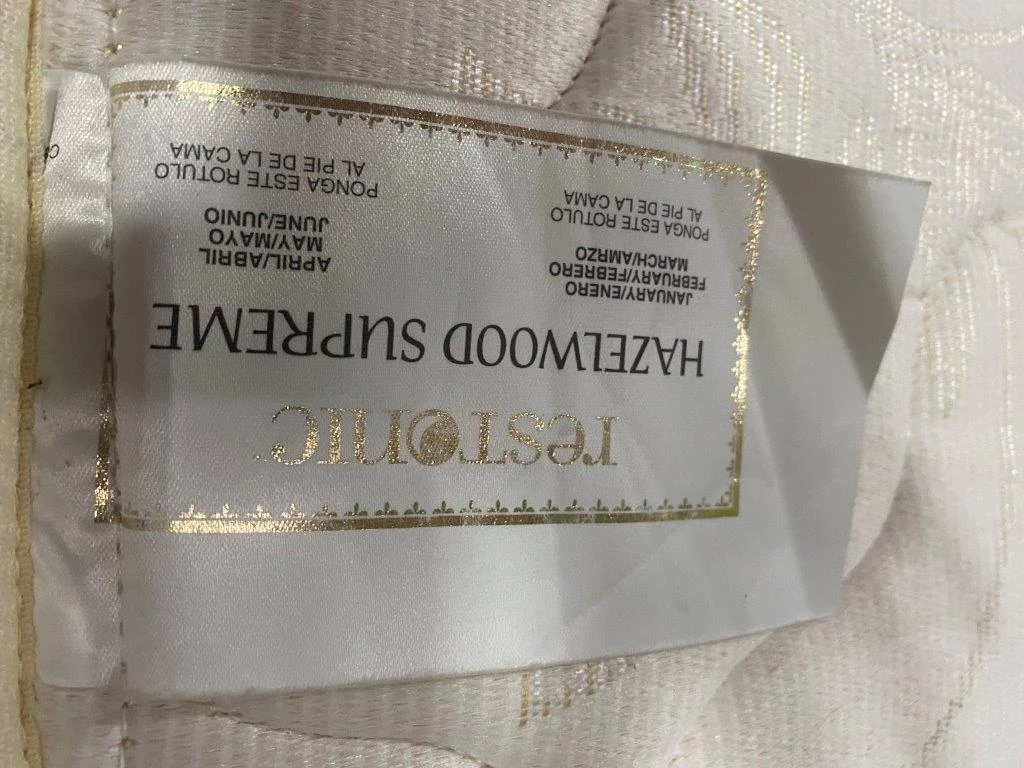 restonic
HAZELWOOD SUPREME
JANUARY/ENERO
FEBRUARY/FEBRERO
MARCH/AMRZO
PONGA ESTE ROTULO
AL PIE DE LA CAMA
APRIL/ABRIL
MAY/MAYO
JUNE/JUNIO
PONGA ESTE ROTULO
AL PIE DE LA CAMA